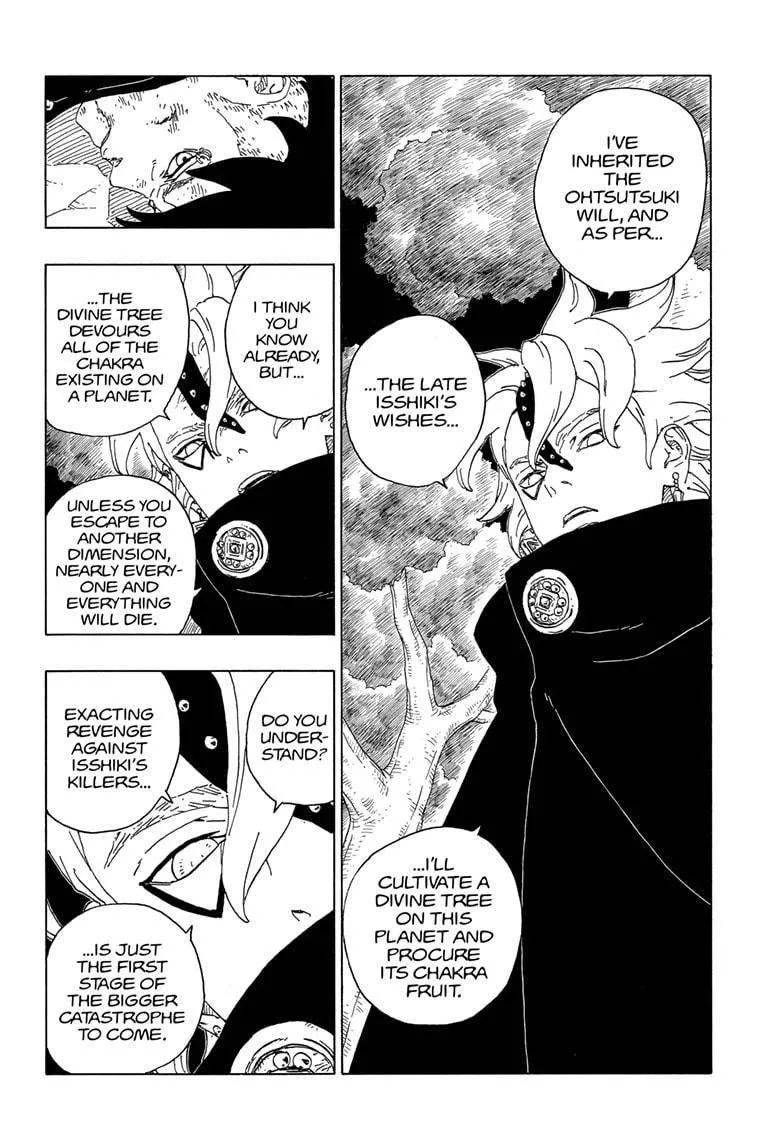 I'VE
INHERITED
THE
OHTSUTSUKI
WILL, AND
AS PER...
...THE LATE
ISSHIKI'S
WISHES...
...I'LL
CULTIVATE A
DIVINE TREE
ON THIS
PLANET AND
PROCURE
ITS CHAKRA
FRUIT.
I THINK
YOU
KNOW
ALREADY,
BUT...
...THE
DIVINE TREE
DEVOURS
ALL OF THE
CHAKRA
EXISTING ON
A PLANET.
UNLESS YOU
ESCAPE TO
ANOTHER
DIMENSION,
NEARLY EVERY-
ONE AND
EVERYTHING
WILL DIE.
DO YOU
UNDER-
STAND?
EXACTING
REVENGE
AGAINST
ISSHIKI'S
KILLERS...
...IS JUST
THE FIRST
STAGE OF
THE BIGGER
CATASTROPHE
TO COME.